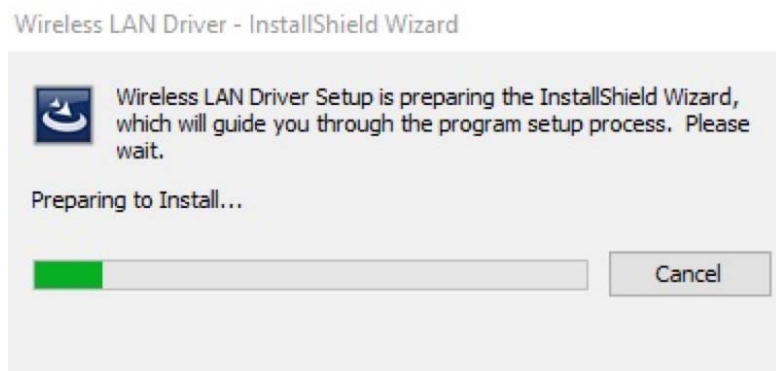 Wireless LAN Driver - InstallShield Wizard
Wireless LAN Driver Setup is preparing the InstallShield Wizard,
which will guide you through the program setup process.  Please
wait.
Preparing to Install...
Cancel